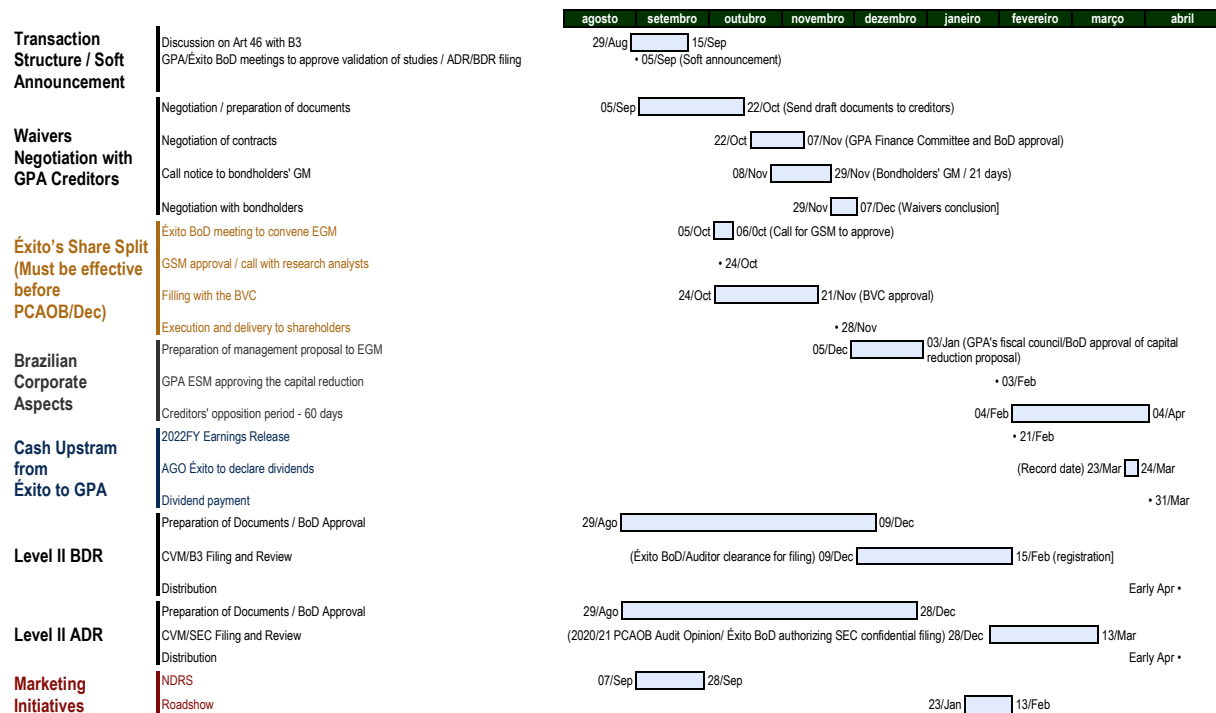 agosto setembro outubro novembro dezembro janeiro fevereiro março abril
Transaction
Structure / Soft
Announcement
Discussion on Art 46 with B3
29/Aug 15/Sep
GPA/Éxito BoD meetings to approve validation of studies / ADR/BDR filing
• 05/Sep (Soft announcement)
Waivers
Negotiation with
GPA Creditors
Negotiation / preparation of documents
05/Sep 22/Oct (Send draft documents to creditors)
Negotiation of contracts
22/Oct 07/Nov (GPA Finance Committee and BoD approval)
Call notice to bondholders' GM
08/Nov 29/Nov (Bondholders' GM / 21 days)
Negotiation with bondholders
29/Nov 07/Dec (Waivers conclusion]
Éxito's Share Split
(Must be effective
before
PCAOB/Dec)
Éxito BoD meeting to convene EGM
05/Oct 06/0ct (Call for GSM to approve)
GSM approval / call with research analysts
• 24/Oct
Filling with the BVC
24/Oct 21/Nov (BVC approval)
Execution and delivery to shareholders
• 28/Nov
Brazilian
Corporate
Aspects
Preparation of management proposal to EGM
05/Dec 03/Jan (GPA's fiscal council/BoD approval of capital
reduction proposal)
GPA ESM approving the capital reduction
• 03/Feb
Creditors' opposition period - 60 days
04/Feb 04/Apr
Cash Upstram
from
Éxito to GPA
2022FY Earnings Release
• 21/Feb
AGO Éxito to declare dividends
(Record date) 23/Mar 24/Mar
Dividend payment
• 31/Mar
Level II BDR
Preparation of Documents / BoD Approval
29/Ago 09/Dec
CVM/B3 Filing and Review
(Éxito BoD/Auditor clearance for filing) 09/Dec 15/Feb (registration]
Distribution
Early Apr •
Level II ADR
Preparation of Documents / BoD Approval
29/Ago 28/Dec
CVM/SEC Filing and Review
(2020/21 PCAOB Audit Opinion/ Éxito BoD authorizing SEC confidential filing) 28/Dec 13/Mar
Distribution
Early Apr •
Marketing
Initiatives
NDRS
07/Sep 28/Sep
Roadshow
23/Jan 13/Feb